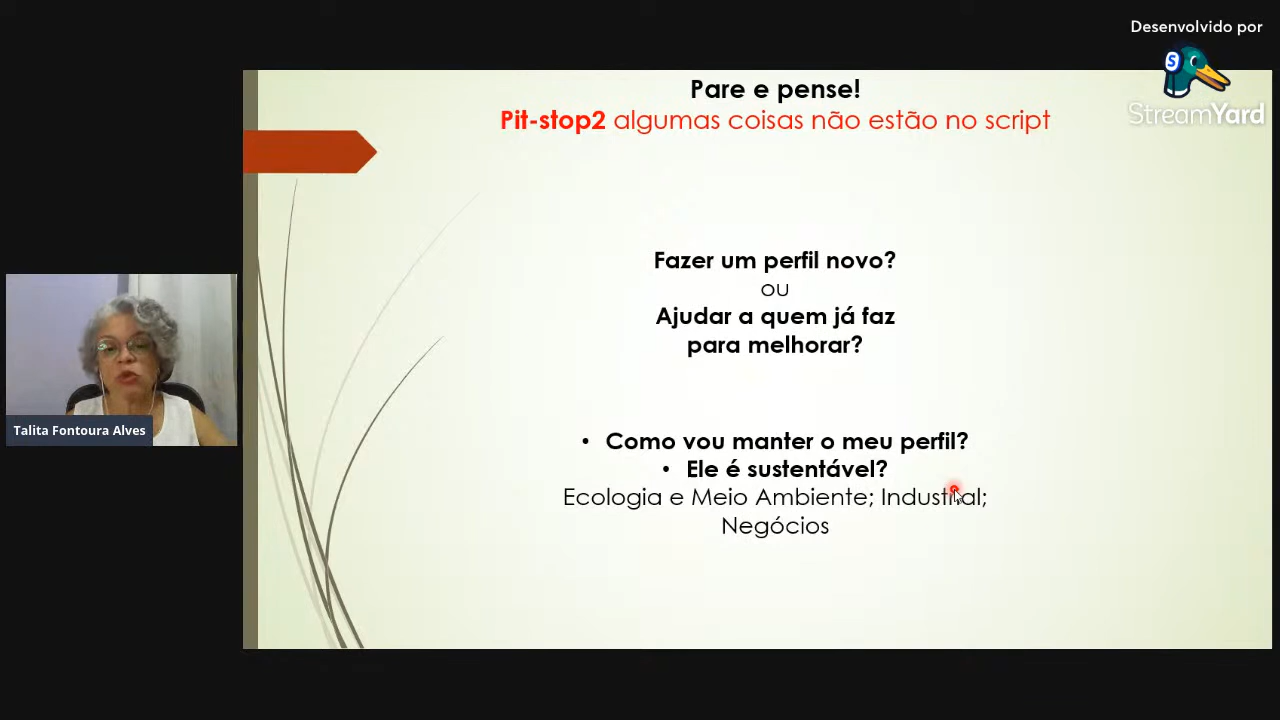 Desenvolvido por
S
StreamYard
Pare e pense!
Pit-stop2 algumas coisas não estão no script
Fazer um perfil novo?
ou
Ajudar a quem já faz
para melhorar?
• Como vou manter o meu perfil?
• Ele é sustentável?
Ecologia e Meio Ambiente; Industrial;
Negócios
Talita Fontoura Alves